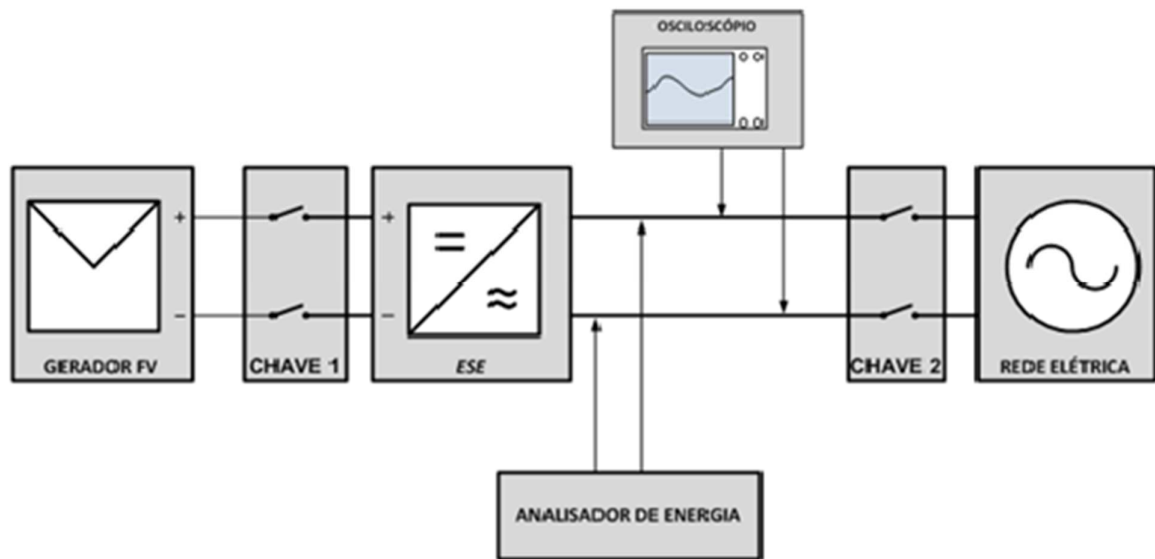 OSCILOSCÓPIO
+ + 
− −
GERADOR FV
CHAVE 1
ESE
CHAVE 2
REDE ELÉTRICA
ANALISADOR DE ENERGIA